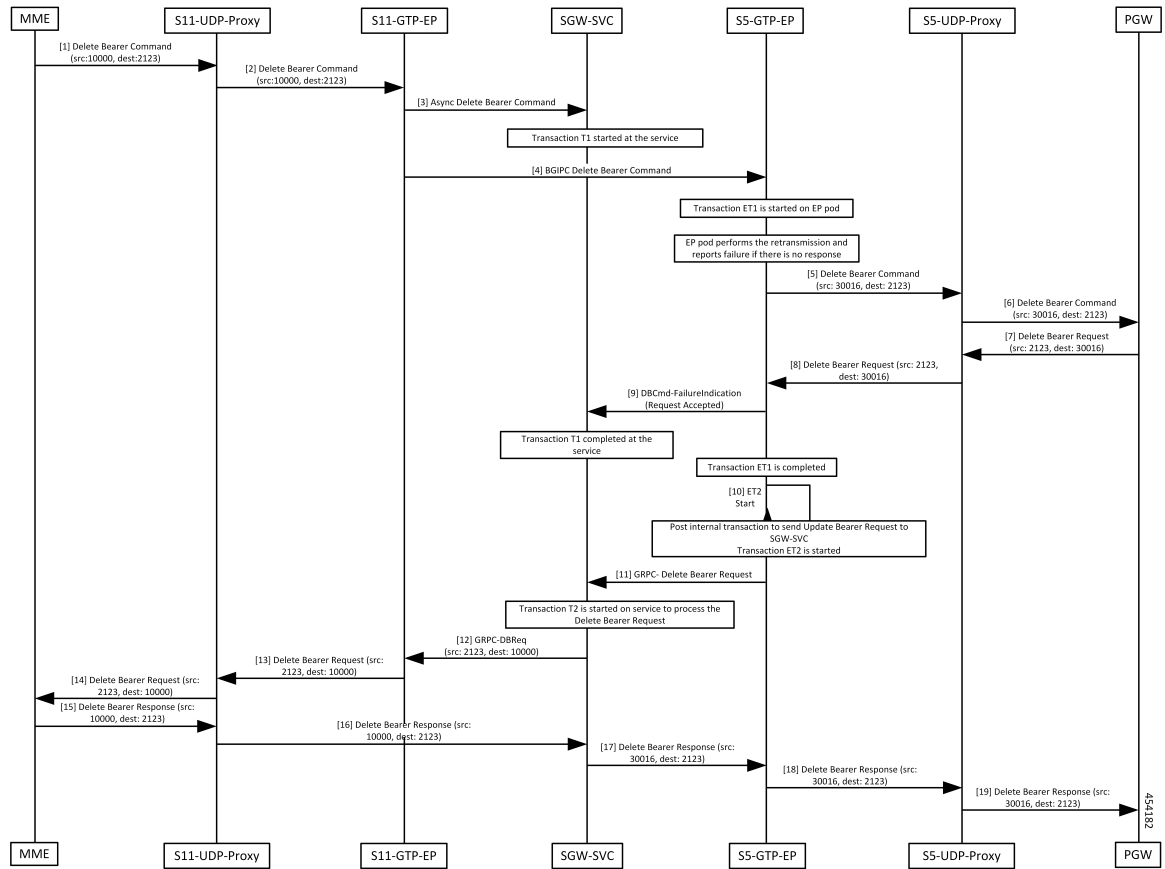 MME
S11-UDP-Proxy
S11-GTP-EP
SGW-SVC
S5-GTP-EP
S5-UDP-Proxy
PGW
[1] Delete Bearer Command
(src:10000, dest:2123)
[2] Delete Bearer Command
(src:10000, dest:2123)
[3] Async Delete Bearer Command
Transaction T1 started at the service
[4] BGIPC Delete Bearer Command
Transaction ET1 is started on EP pod
EP pod performs the retransmission and
reports failure if there is no response
[5] Delete Bearer Command
(src: 30016, dest: 2123)
[6] Delete Bearer Command
(src: 30016, dest: 2123)
[7] Delete Bearer Request
(src: 2123, dest: 30016)
[8] Delete Bearer Request (src: 2123,
dest: 30016)
[9] DBCmd-FailureIndication
(Request Accepted)
Transaction T1 completed at the
service
Transaction ET1 is completed
[10] ET2
Start
Post internal transaction to send Update Bearer Request to
SGW-SVC
Transaction ET2 is started
[11] GRPC- Delete Bearer Request
Transaction T2 is started on service to process the
Delete Bearer Request
[12] GRPC-DBReq
(src: 2123, dest: 10000)
[13] Delete Bearer Request (src:
2123, dest: 10000)
[14] Delete Bearer Request (src:
2123, dest: 10000)
[15] Delete Bearer Response (src:
10000, dest: 2123)
[16] Delete Bearer Response (src:
10000, dest: 2123)
[17] Delete Bearer Response (src:
30016, dest: 2123)
[18] Delete Bearer Response (src:
30016, dest: 2123)
[19] Delete Bearer Response (src:
30016, dest: 2123)
454182
MME
S11-UDP-Proxy
S11-GTP-EP
SGW-SVC
S5-GTP-EP
S5-UDP-Proxy
PGW